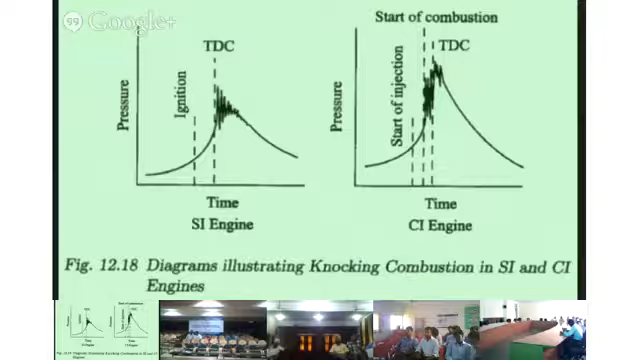 Google+
Start of combustion
TDC
TDC
Ignition
Start of injection
Pressure
Pressure
Time
Time
SI Engine
CI Engine
Fig. 12.18 Diagrams illustrating Knocking Combustion in SI and CI
Engines